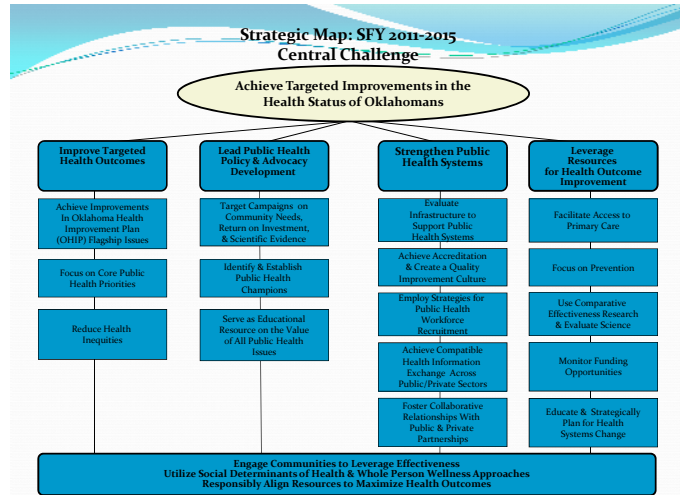 Strategic Map: SFY 2011-2015
Central Challenge
Achieve Targeted Improvements in the
Health Status of Oklahomans
Improve Targeted
Health Outcomes
Achieve Improvements
In Oklahoma Health
Improvement Plan
(OHIP) Flagship Issues
Focus on Core Public
Health Priorities
Reduce Health
Inequities
Lead Public Health
Policy & Advocacy
Development
Target Campaigns on
Community Needs,
Return on Investment,
& Scientific Evidence
Identify & Establish
Public Health
Champions
Serve as Educational
Resource on the Value
of All Public Health
Issues
Strengthen Public
Health Systems
Evaluate
Infrastructure to
Support Public
Health Systems
Achieve Accreditation
& Create a Quality
Improvement Culture
Employ Strategies for
Public Health
Workforce
Recruitment
Achieve Compatible
Health Information
Exchange Across
Public/Private Sectors
Foster Collaborative
Relationships With
Public & Private
Partnerships
Leverage
Resources
for Health Outcome
Improvement
Facilitate Access to
Primary Care
Focus on Prevention
Use Comparative
Effectiveness Research
& Evaluate Science
Monitor Funding
Opportunities
Educate & Strategically
Plan for Health
Systems Change
Engage Communities to Leverage Effectiveness
Utilize Social Determinants of Health & Whole Person Wellness Approaches
Responsibly Align Resources to Maximize Health Outcomes